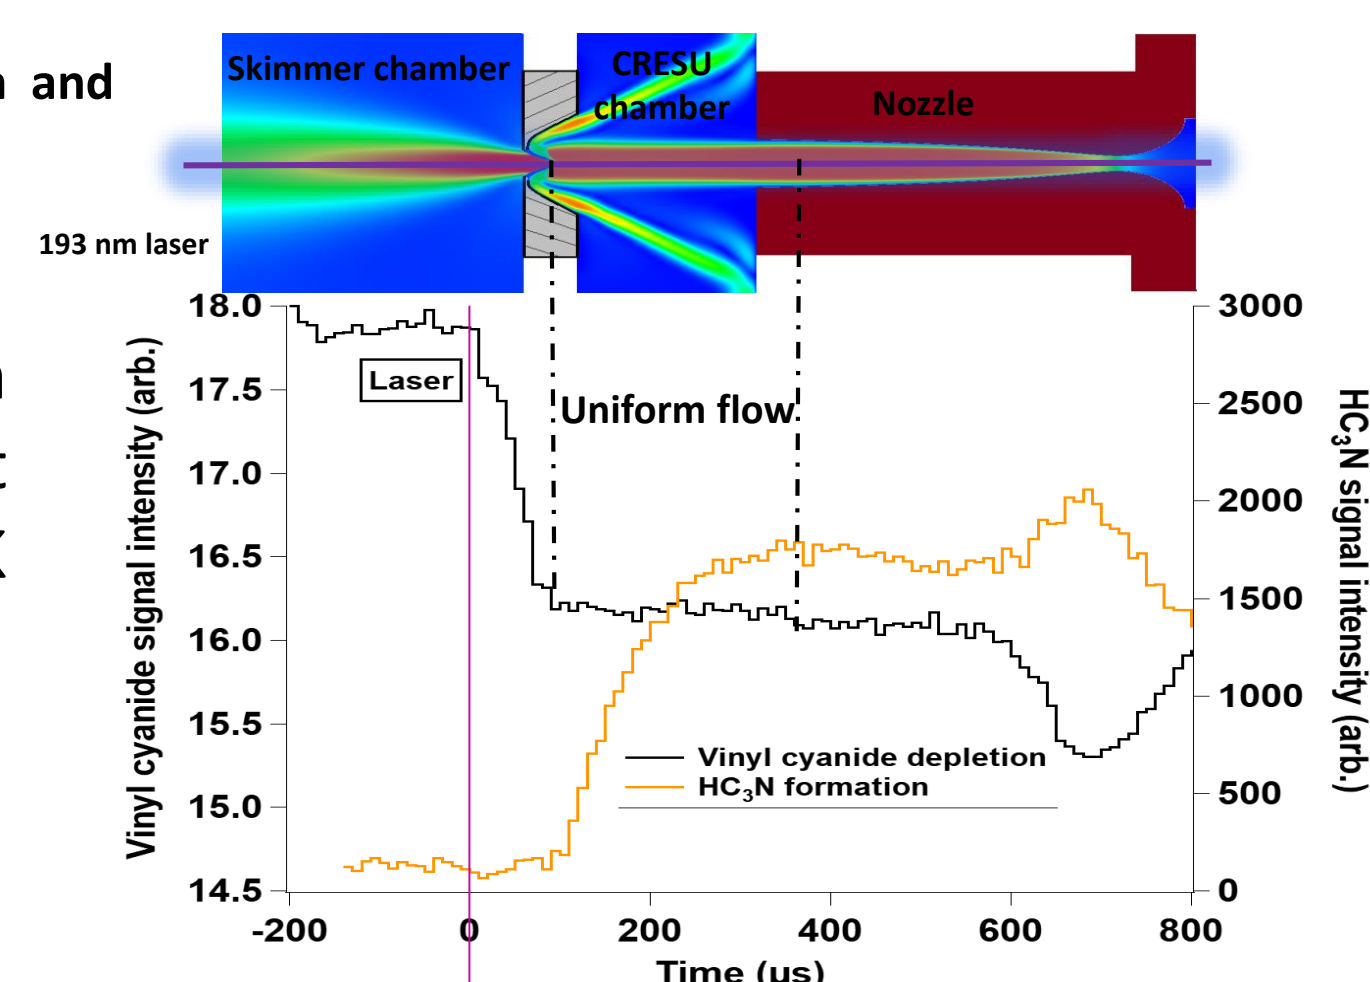 and
Skimmer chamber
CRESU
chamber
Nozzle
193 nm laser
18.0
17.5
17.0
16.5
16.0
15.5
15.0
14.5
Vinyl cyanide signal intensity (arb.)
Laser
Uniform flow
3000
2500
2000
1500
1000
500
0
HC₃N signal intensity (arb.)
Vinyl cyanide depletion
HC₃N formation
-200 0 200 400 600 800
Time (us)